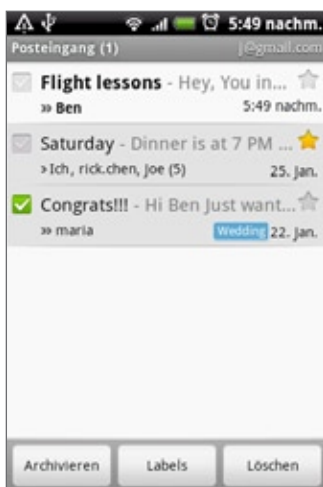 5:49 nachm.
Posteingang (1) j@gmail.com
Flight lessons - Hey, You in...
» Ben 5:49 nachm.
Saturday - Dinner is at 7 PM ...
› Ich, rick.chen, Joe (5) 25. Jan.
Congrats!!! - Hi Ben Just want...
» maria Wedding 22. Jan.
Archivieren Labels Löschen